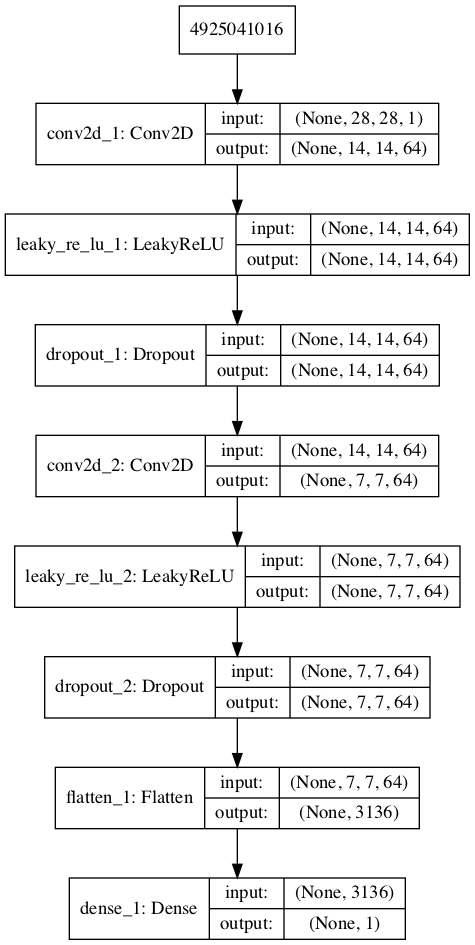 4925041016
conv2d_1: Conv2D
input:
(None, 28, 28, 1)
output:
(None, 14, 14, 64)
leaky_re_lu_1: LeakyReLU
input:
(None, 14, 14, 64)
output:
(None, 14, 14, 64)
dropout_1: Dropout
input:
(None, 14, 14, 64)
output:
(None, 14, 14, 64)
conv2d_2: Conv2D
input:
(None, 14, 14, 64)
output:
(None, 7, 7, 64)
leaky_re_lu_2: LeakyReLU
input:
(None, 7, 7, 64)
output:
(None, 7, 7, 64)
dropout_2: Dropout
input:
(None, 7, 7, 64)
output:
(None, 7, 7, 64)
flatten_1: Flatten
input:
(None, 7, 7, 64)
output:
(None, 3136)
dense_1: Dense
input:
(None, 3136)
output:
(None, 1)